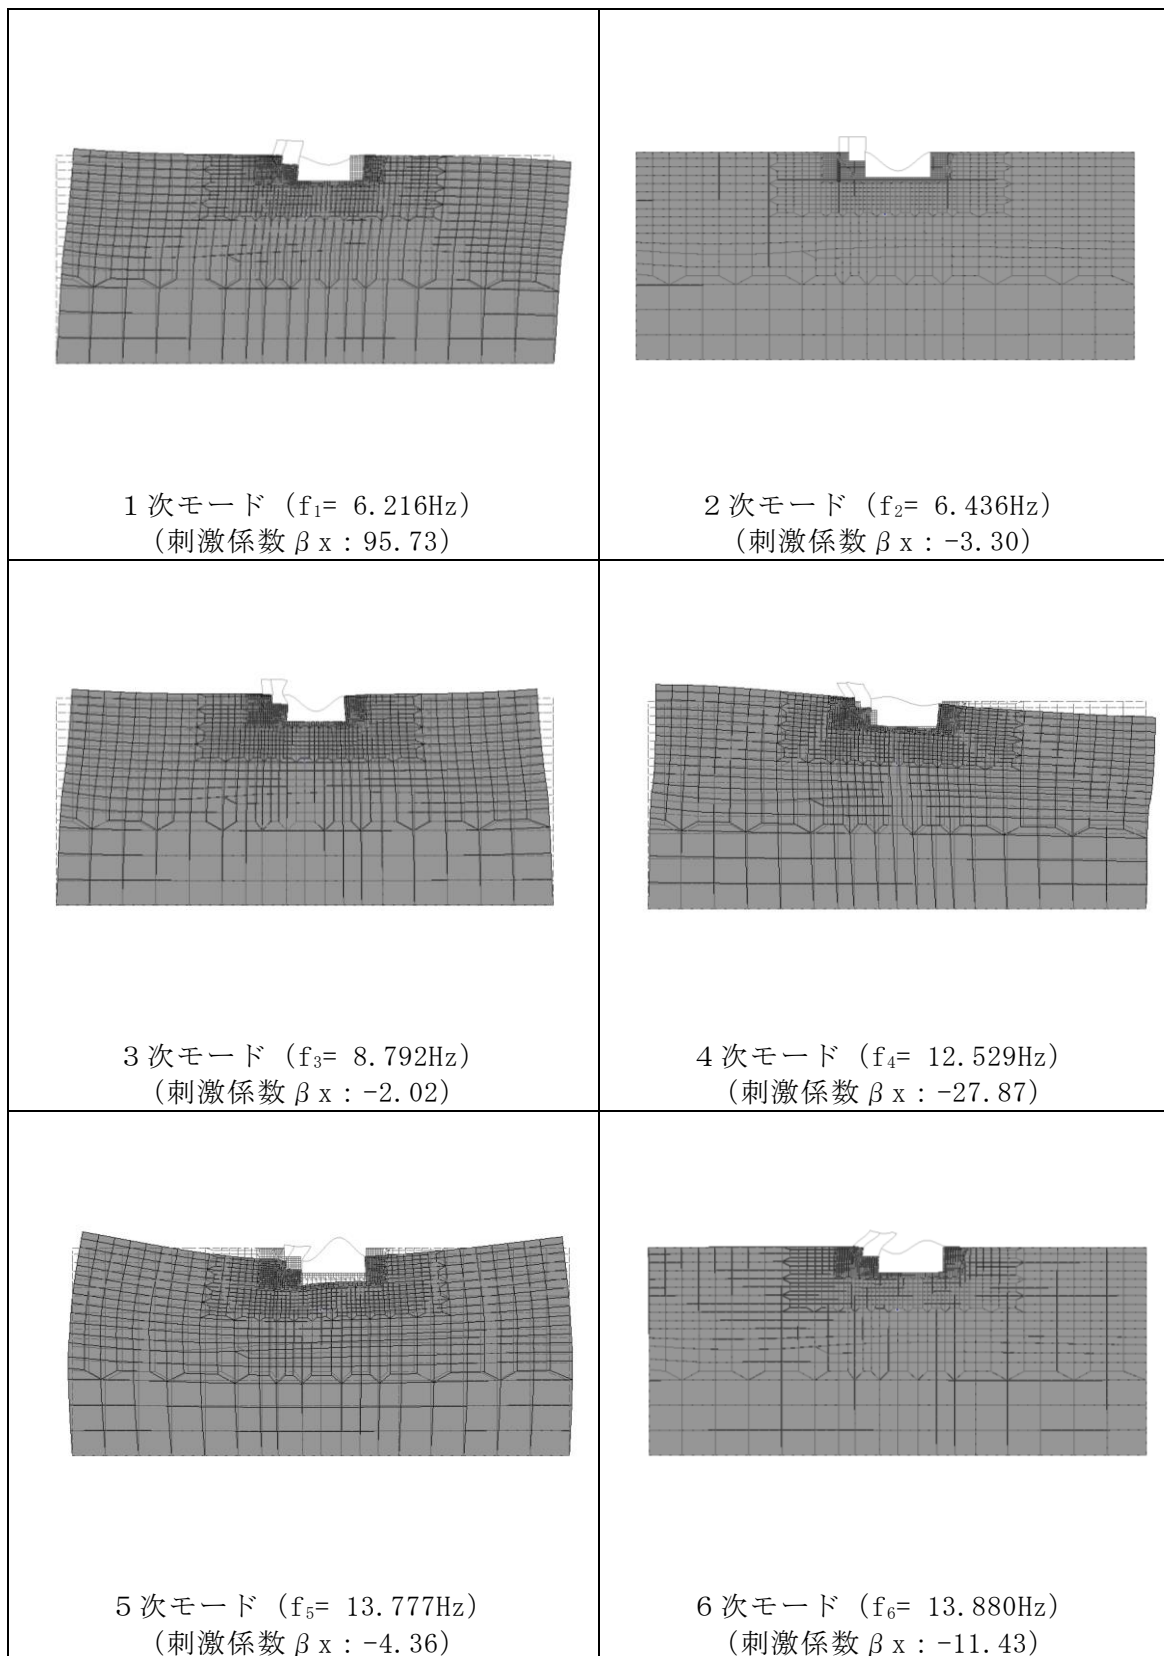 1次モード (f₁= 6.216Hz)
(刺激係数βx:95.73)
2次モード (f₂= 6.436Hz)
(刺激係数βx:-3.30)
3次モード (f₃= 8.792Hz)
(刺激係数βx:-2.02)
4次モード (f₄= 12.529Hz)
(刺激係数βx:-27.87)
5次モード (f₅= 13.777Hz)
(刺激係数βx:-4.36)
6次モード (f₆= 13.880Hz)
(刺激係数βx:-11.43)